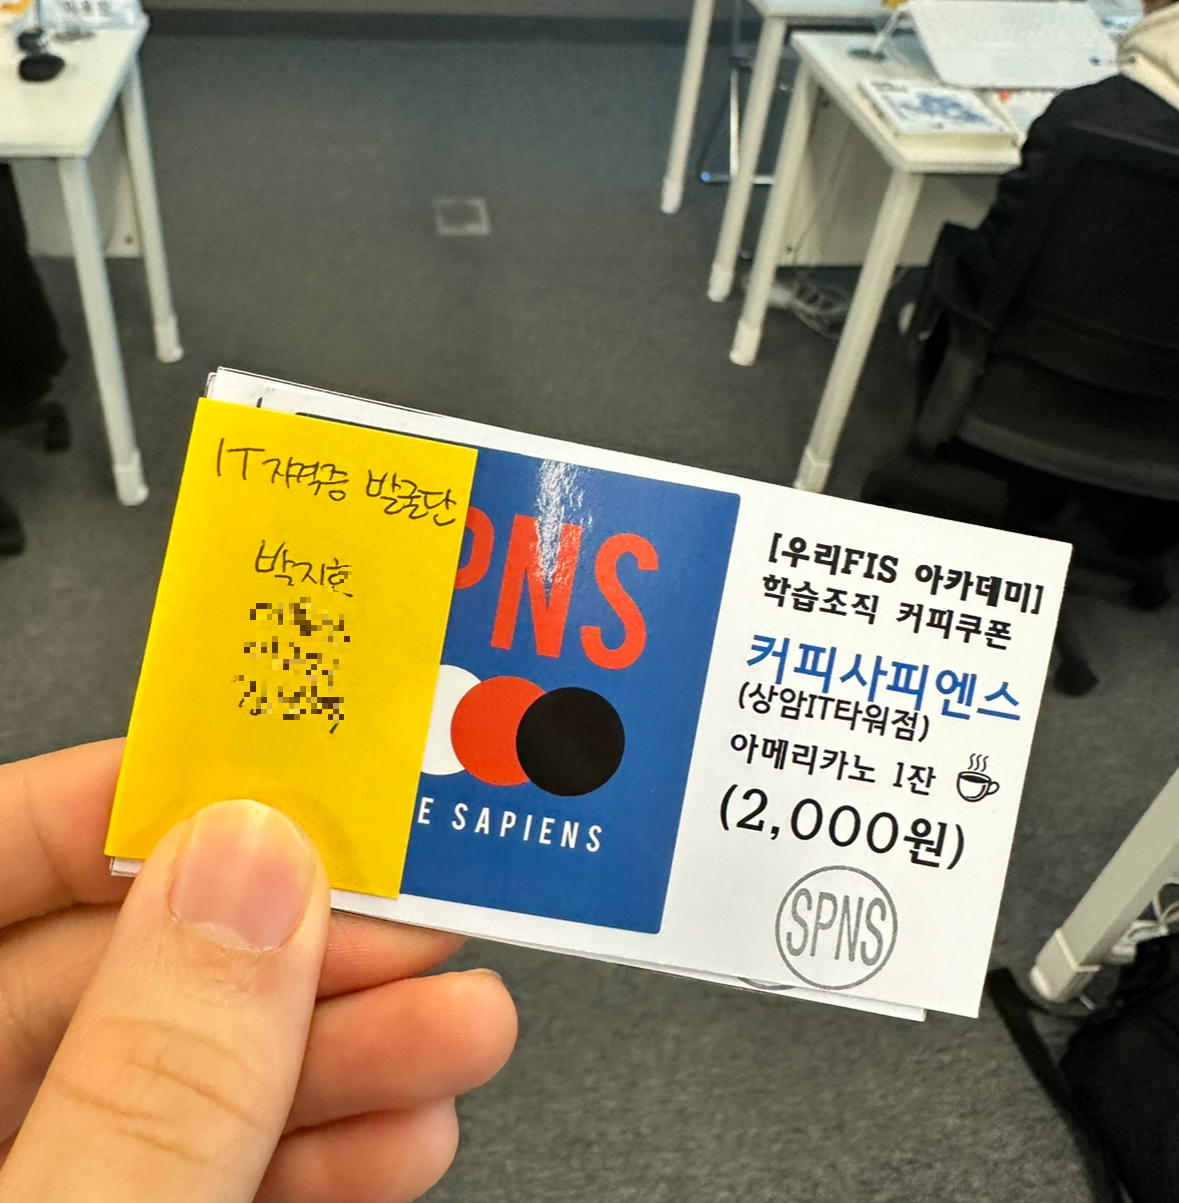 IT 자격증 발굴단
박지호
PNS
E SAPIENS
[우리FIS 아카데미]
학습조직 커피쿠폰
커피사피엔스
(상암IT타워점)
아메리카노 1잔
(2,000원)
SPNS